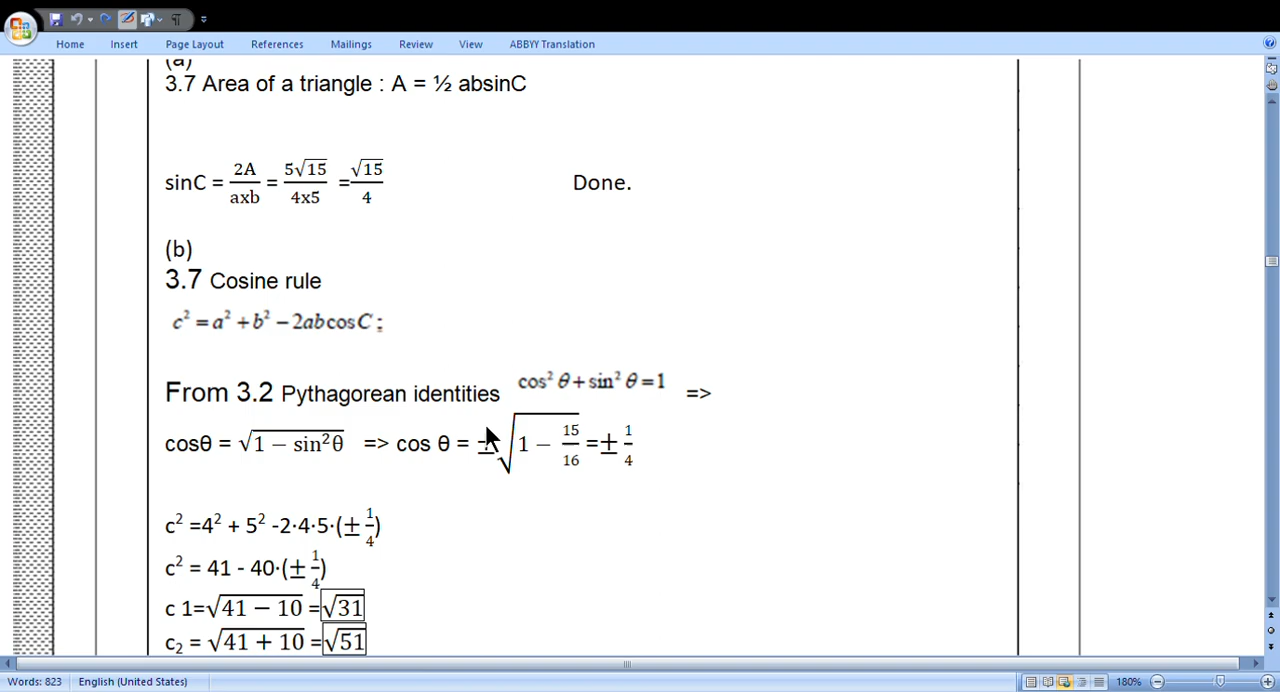 Home Insert Page Layout References Mailings Review View ABBYY Translation
(a)
3.7 Area of a triangle : A = ½ absinC
sinC = 2A/axb = 5√15/4x5 =√15/4 Done.
(b)
3.7 Cosine rule
c² = a² + b² − 2ab cos C ;
From 3.2 Pythagorean identities cos² θ + sin² θ = 1 =>
cosθ = √1 − sin²θ => cos θ = ±√1 − 15/16 =± 1/4
c² =4² + 5² -2·4·5·(± 1/4)
c² = 41 - 40·(± 1/4)
c 1=√41 − 10 =√31
c₂ = √41 + 10 =√51
Words: 823 English (United States) 180%